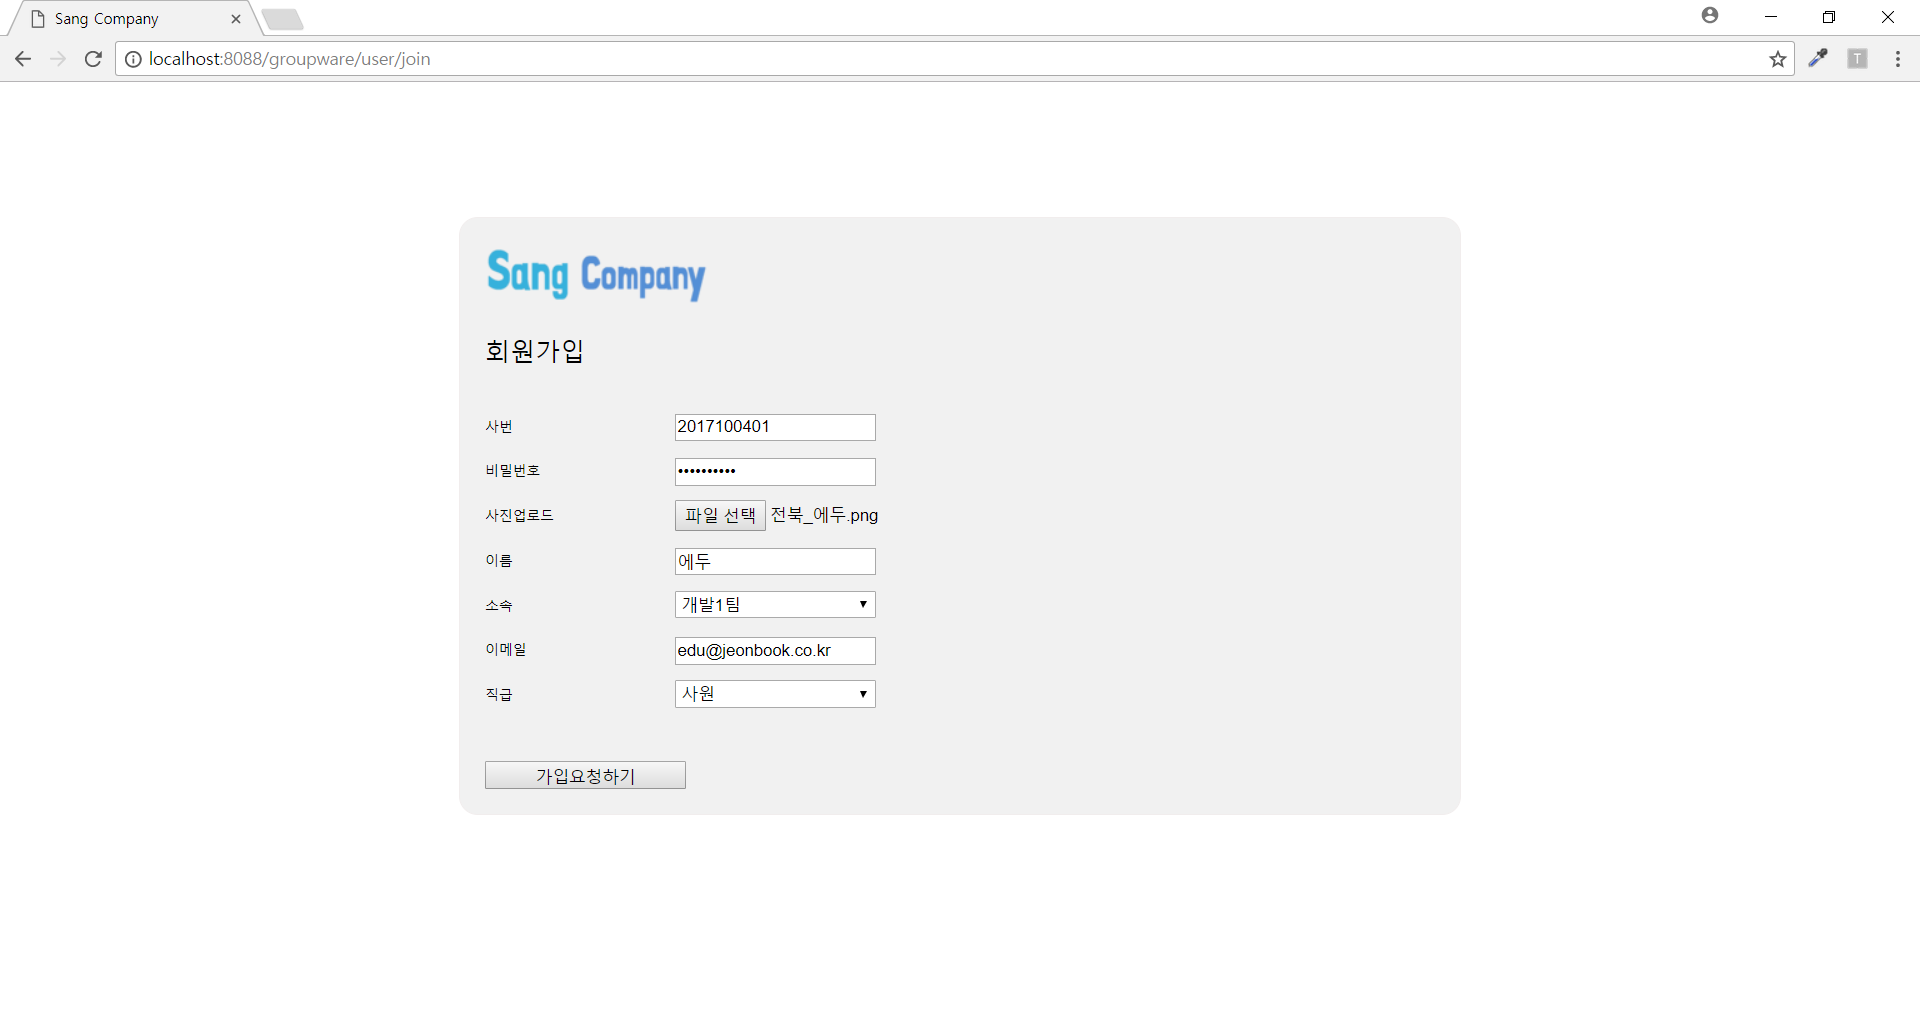 Sang Company
localhost:8088/groupware/user/join
T
Sang Company
회원가입
사번 2017100401
비밀번호 ••••••••••
사진업로드 파일 선택 전북_에두.png
이름 에두
소속 개발1팀
이메일 edu@jeonbook.co.kr
직급 사원
가입요청하기